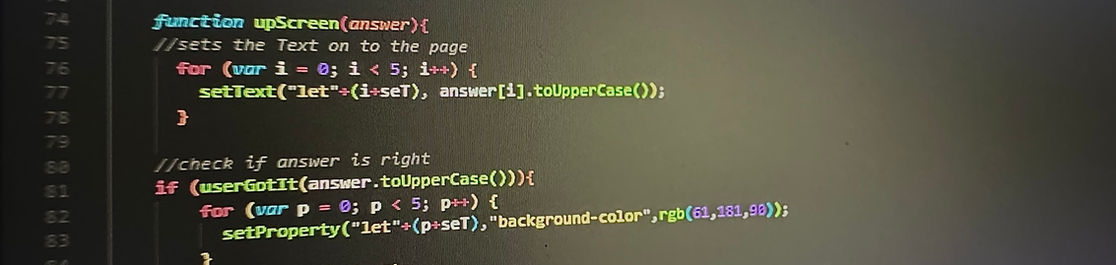 74 function upScreen(answer){
75 //sets the Text on to the page
76 for (var i = 0; i < 5; i++) {
77 setText("let"+(i+seT), answer[i].toUpperCase());
78 }
79
80 //check if answer is right
81 if (userGotIt(answer.toUpperCase())){
82 for (var p = 0; p < 5; p++) {
83 setProperty("let"+(p+seT),"background-color",rgb(61,181,90));
}